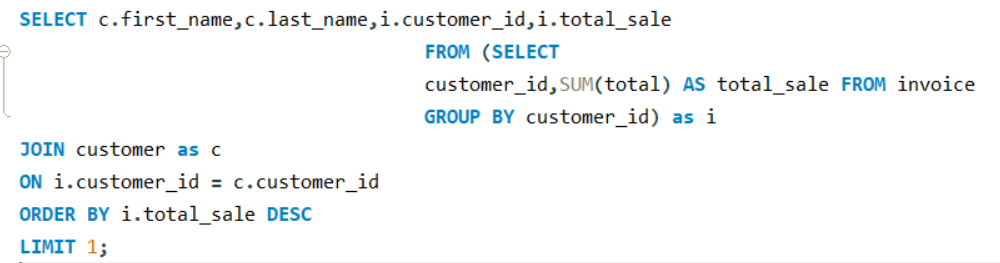 SELECT c.first_name,c.last_name,i.customer_id,i.total_sale
FROM (SELECT
customer_id,SUM(total) AS total_sale FROM invoice
GROUP BY customer_id) as i
JOIN customer as c
ON i.customer_id = c.customer_id
ORDER BY i.total_sale DESC
LIMIT 1;